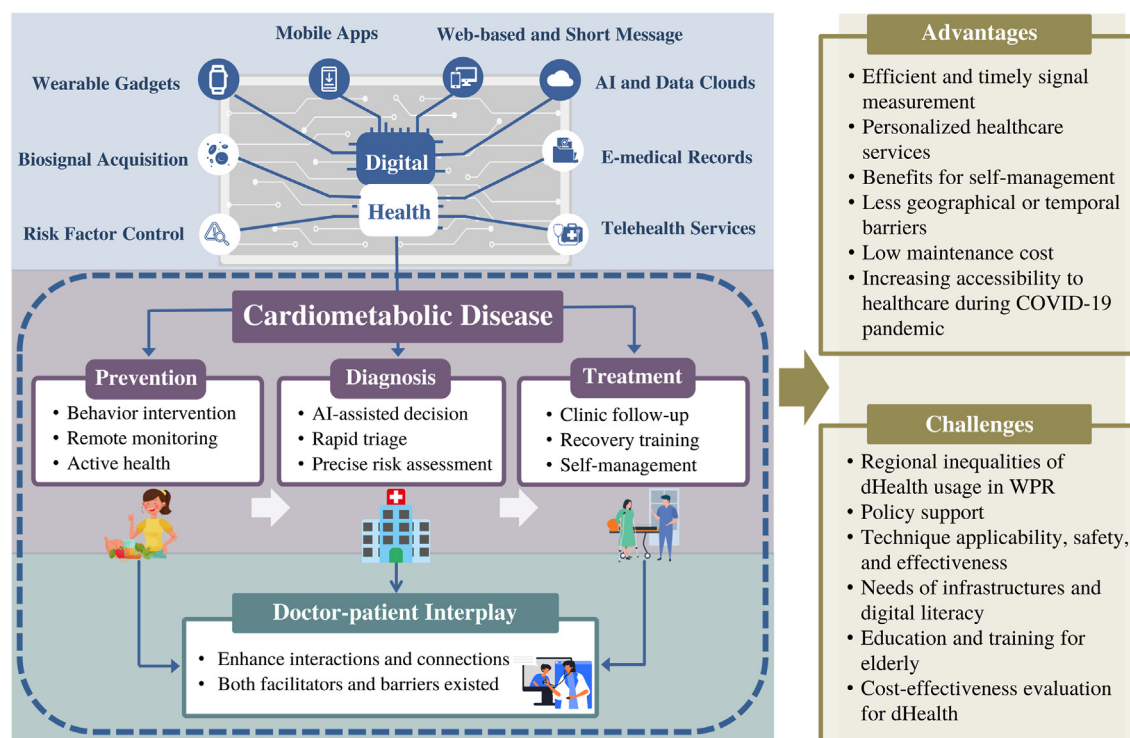 Mobile Apps
Web-based and Short Message
Wearable Gadgets
AI and Data Clouds
Biosignal Acquisition
Digital
E-medical Records
Health
Risk Factor Control
Telehealth Services
Cardiometabolic Disease
Prevention
• Behavior intervention
• Remote monitoring
• Active health
Diagnosis
• AI-assisted decision
• Rapid triage
• Precise risk assessment
Treatment
• Clinic follow-up
• Recovery training
• Self-management
Doctor-patient Interplay
• Enhance interactions and connections
• Both facilitators and barriers existed
Advantages
• Efficient and timely signal
measurement
• Personalized healthcare
services
• Benefits for self-management
• Less geographical or temporal
barriers
• Low maintenance cost
• Increasing accessibility to
healthcare during COVID-19
pandemic
Challenges
• Regional inequalities of
dHealth usage in WPR
• Policy support
• Technique applicability, safety,
and effectiveness
• Needs of infrastructures and
digital literacy
• Education and training for
elderly
• Cost-effectiveness evaluation
for dHealth